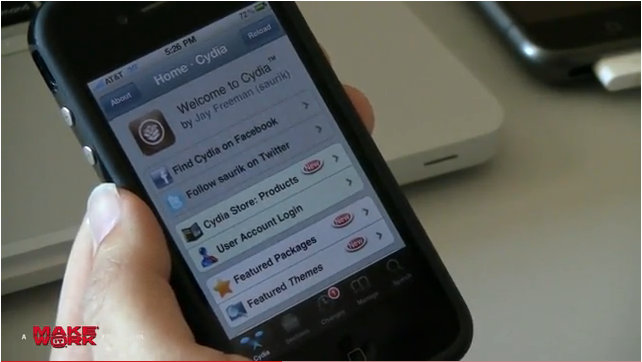 AT&T
5:26 PM
72%
Home · Cydia
About
Reload
Welcome to Cydia™
by Jay Freeman (saurik)
Find Cydia on Facebook
Follow saurik on Twitter
Cydia Store: Products
New
User Account Login
Featured Packages
New
Featured Themes
New
Cydia
Changes
1
Manage
Search
A
MAKE
WORK